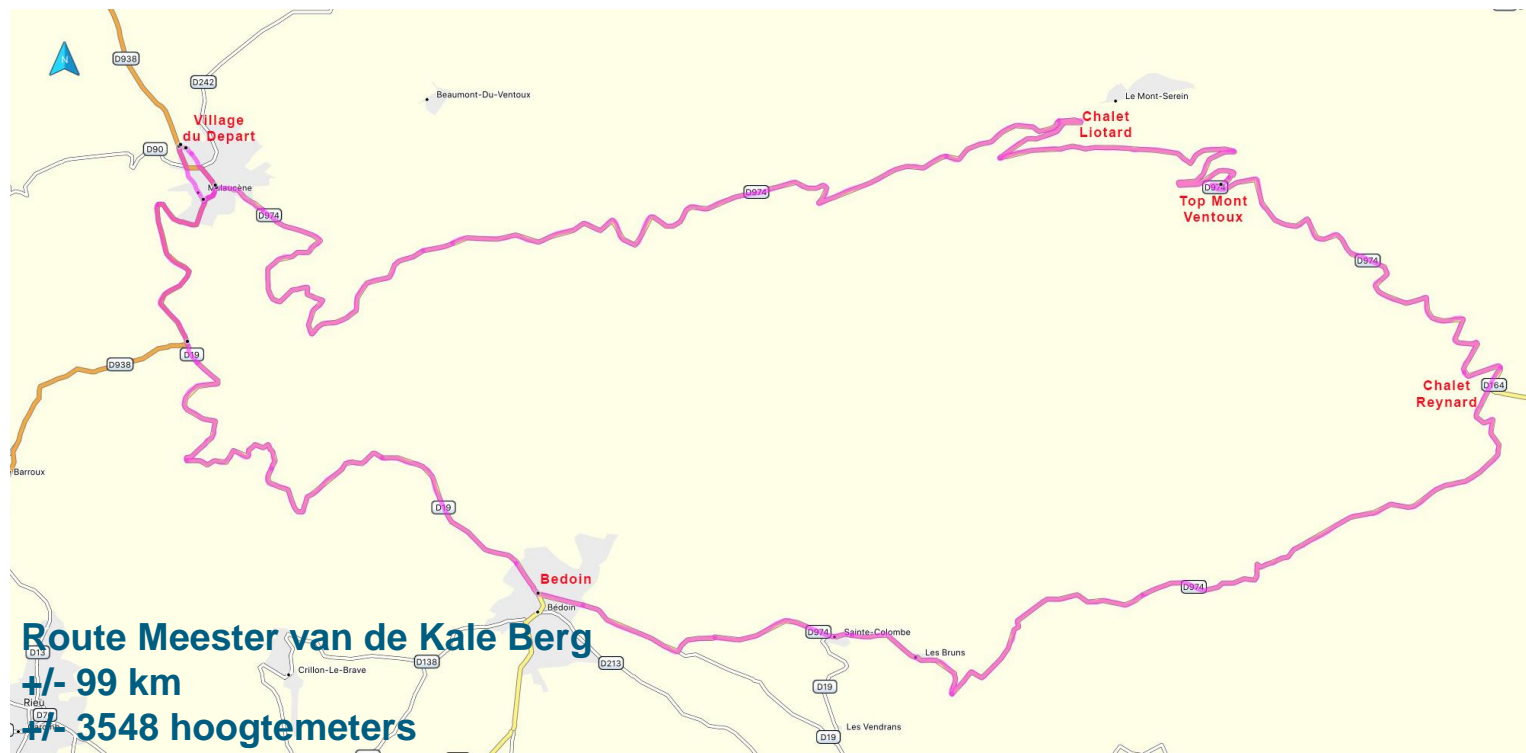 N
D938
D242
Beaumont-Du-Ventoux
Le Mont-Serein
Village
du Depart
Chalet
Liotard
D90
Malaucène
D974
D974
D974
Top Mont
Ventoux
D974
D19
D938
Chalet
Reynard
D164
Barroux
D19
Bedoin
Bédoin
D974
D974
Sainte-Colombe
Les Bruns
Route Meester van de Kale Berg
D13
Crillon-Le-Brave
D138
D213
+/- 99 km
D19
Rieu
Les Vendrans
+/- 3548 hoogtemeters
D19